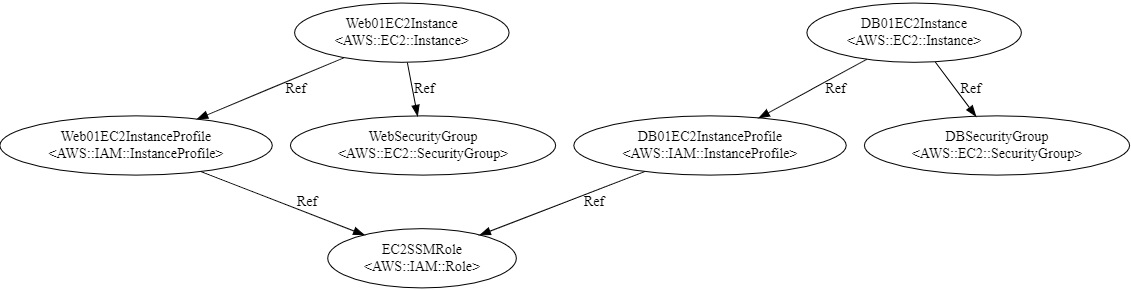 Web01EC2Instance
<AWS::EC2::Instance>
DB01EC2Instance
<AWS::EC2::Instance>
Ref
Ref
Ref
Ref
Web01EC2InstanceProfile
<AWS::IAM::InstanceProfile>
WebSecurityGroup
<AWS::EC2::SecurityGroup>
DB01EC2InstanceProfile
<AWS::IAM::InstanceProfile>
DBSecurityGroup
<AWS::EC2::SecurityGroup>
Ref
Ref
EC2SSMRole
<AWS::IAM::Role>